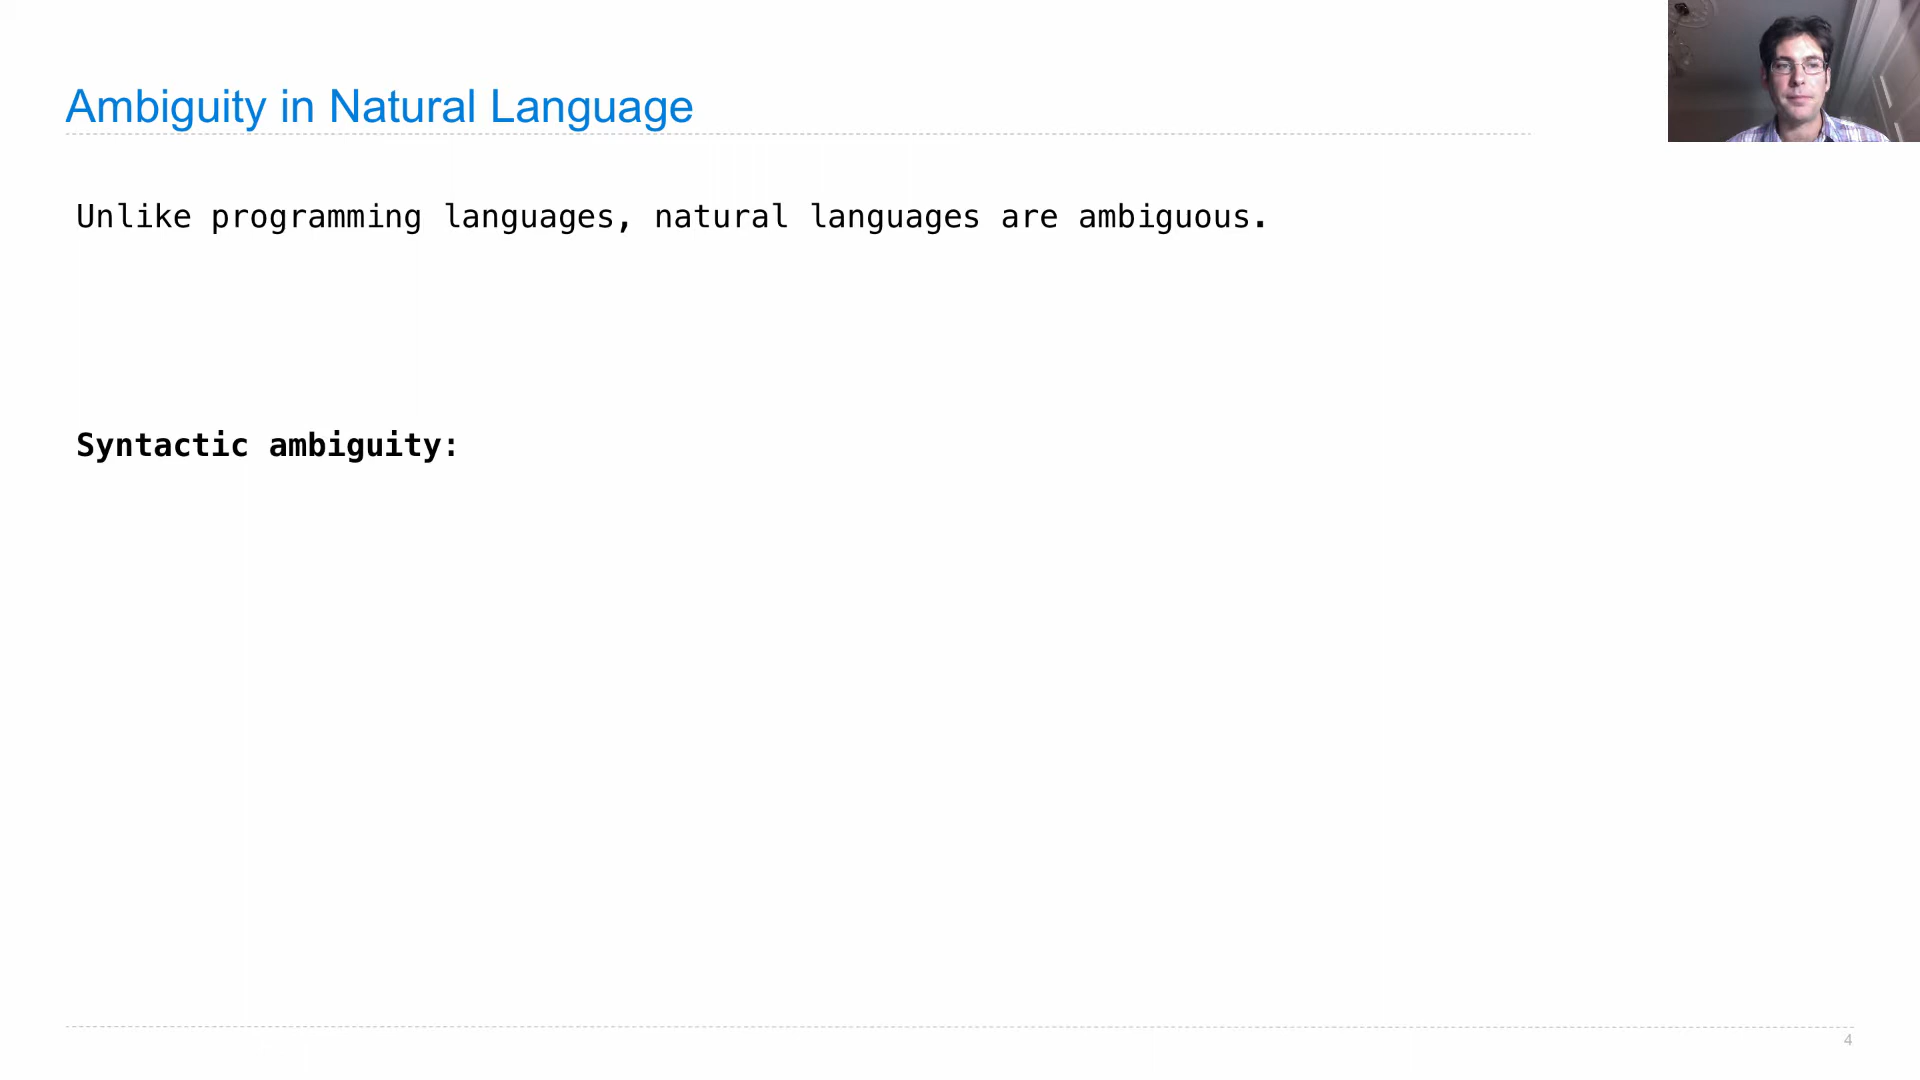 Ambiguity in Natural Language
Unlike programming languages, natural languages are ambiguous.
Syntactic ambiguity:
4